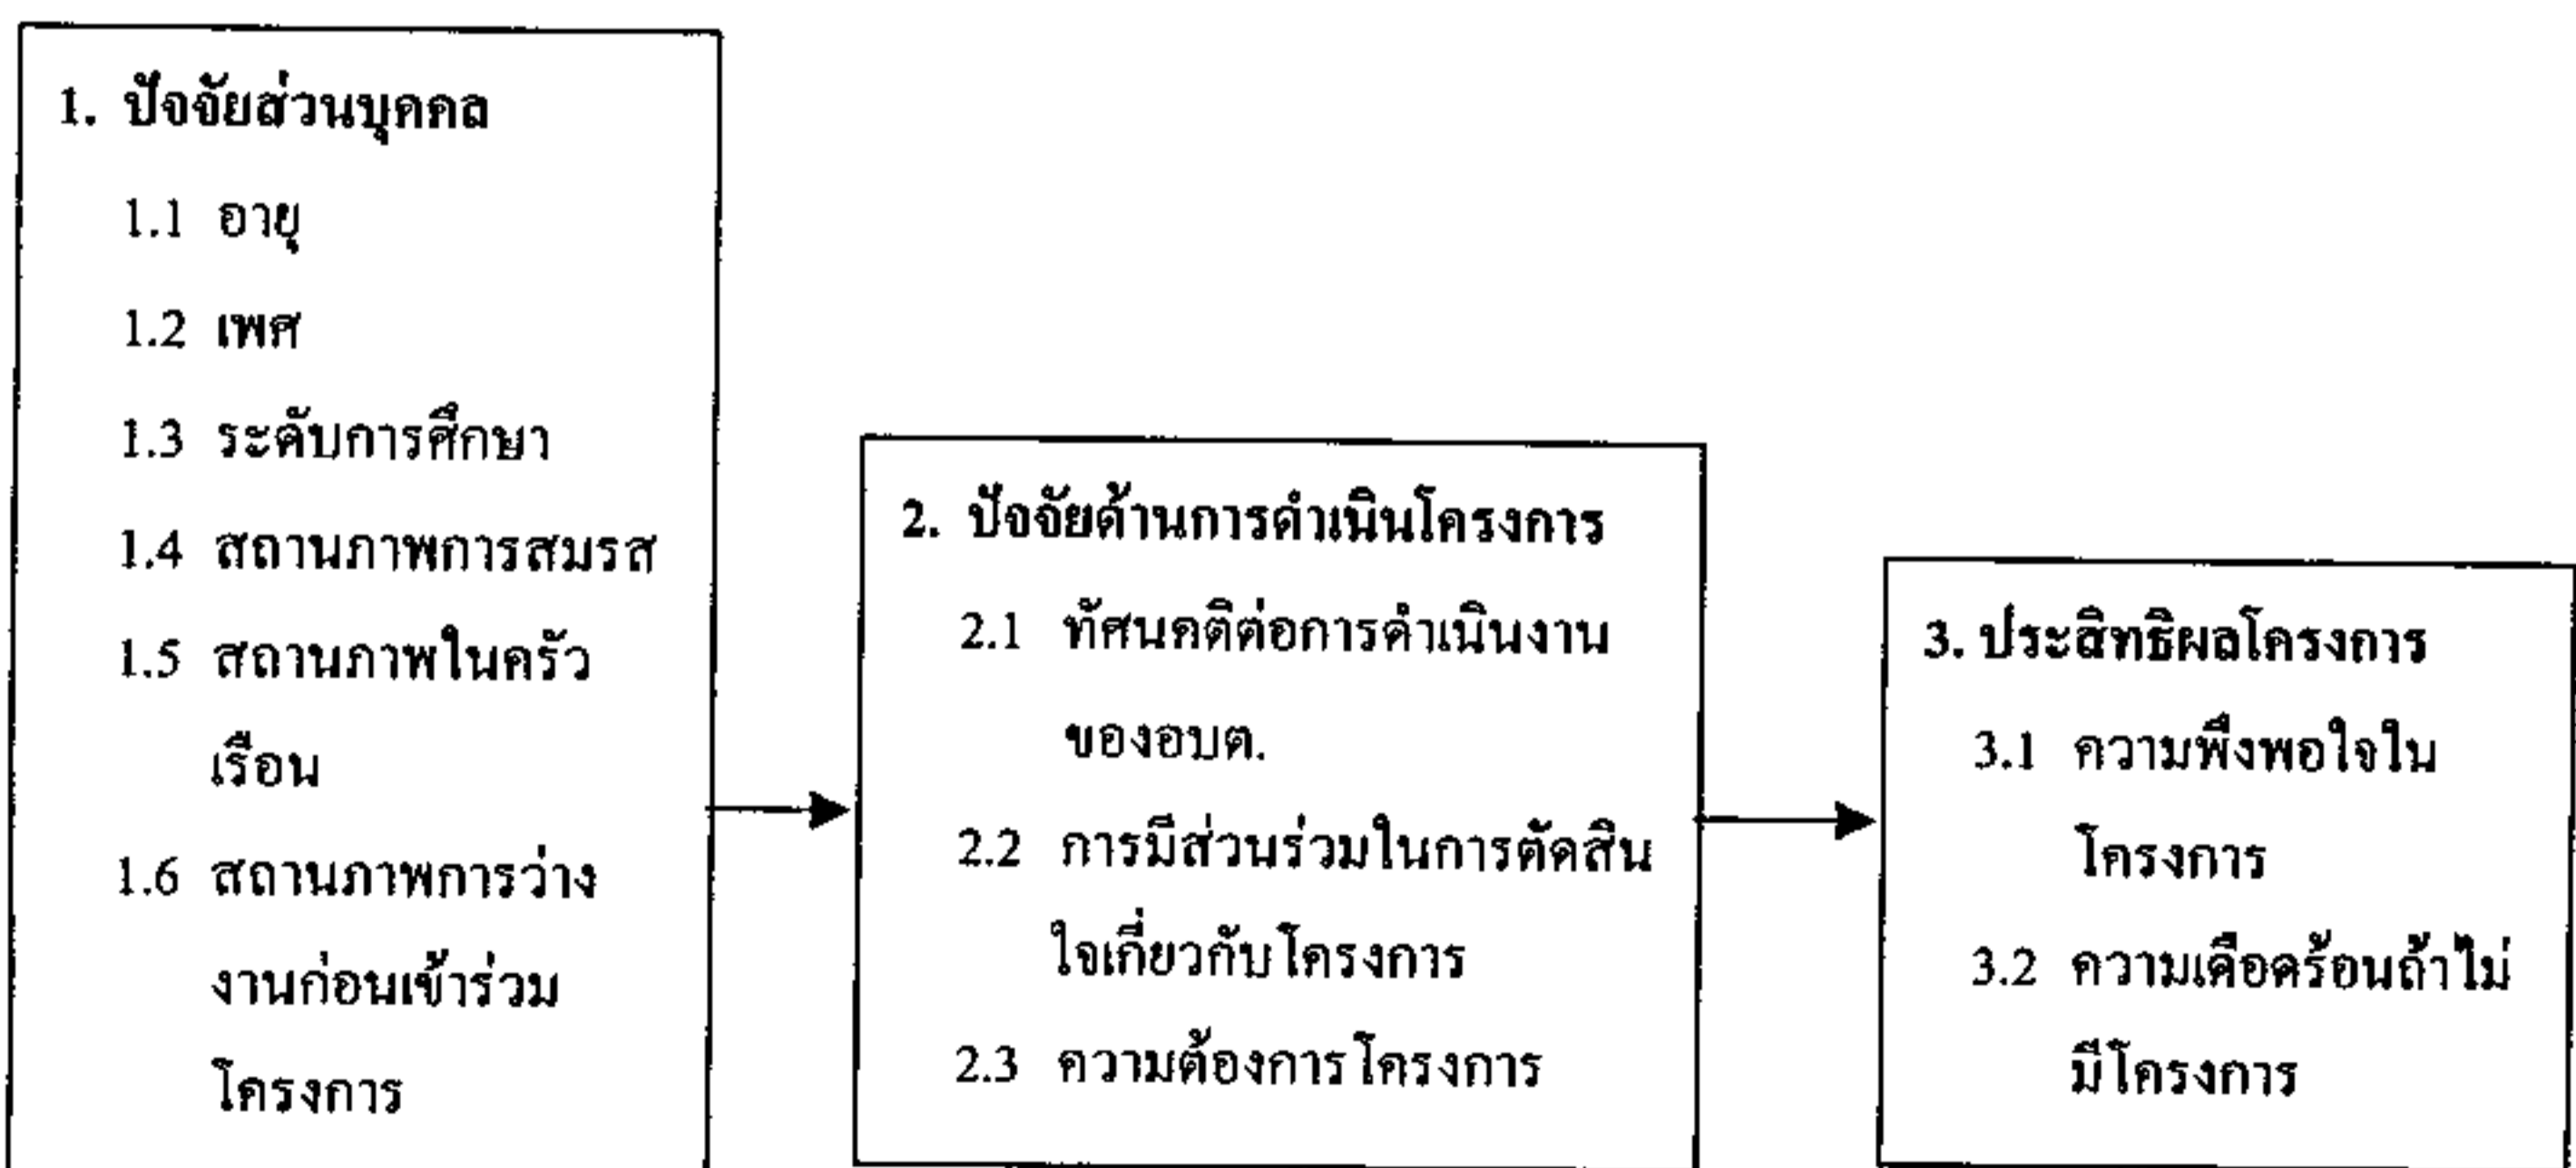 1. ปัจจัยส่วนบุคคล
1.1 อายุ
1.2 เพศ
1.3 ระดับการศึกษา
1.4 สถานภาพการสมรส
1.5 สถานภาพในครัว
เรือน
1.6 สถานภาพการว่าง
งานก่อนเข้าร่วม
โครงการ
2. ปัจจัยด้านการดำเนินโครงการ
2.1 ทัศนคติต่อการดำเนินงาน
ของอบต.
2.2 การมีส่วนร่วมในการตัดสิน
ใจเกี่ยวกับโครงการ
2.3 ความต้องการโครงการ
3. ประสิทธิผลโครงการ
3.1 ความพึงพอใจใน
โครงการ
3.2 ความเดือดร้อนถ้าไม่
มีโครงการ